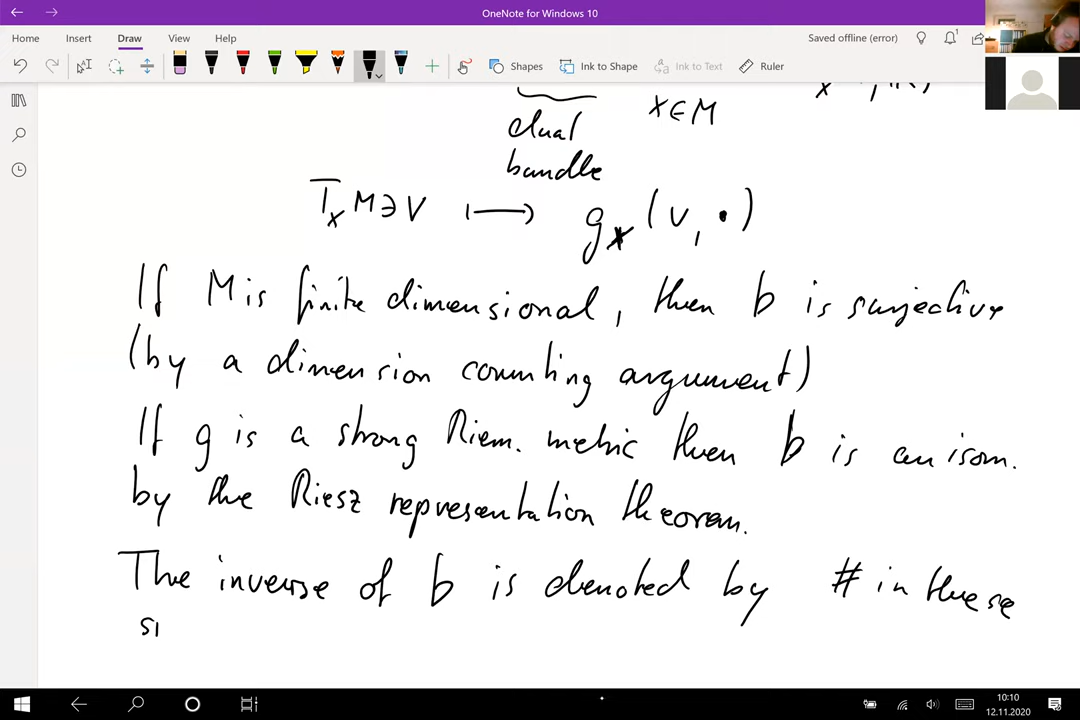 OneNote for Windows 10
Home Insert Draw View Help
Saved offline (error)
Shapes Ink to Shape Ink to Text Ruler
dual x∈M
bundle
T_x M ∋ v ⟼ g_x (v, •)
If M is finite dimensional, then b is surjective
(by a dimension counting argument)
If g is a strong Riem. metric then b is an isom.
by the Riesz representation theorem.
The inverse of b is denoted by # in these
10:10
12.11.2020